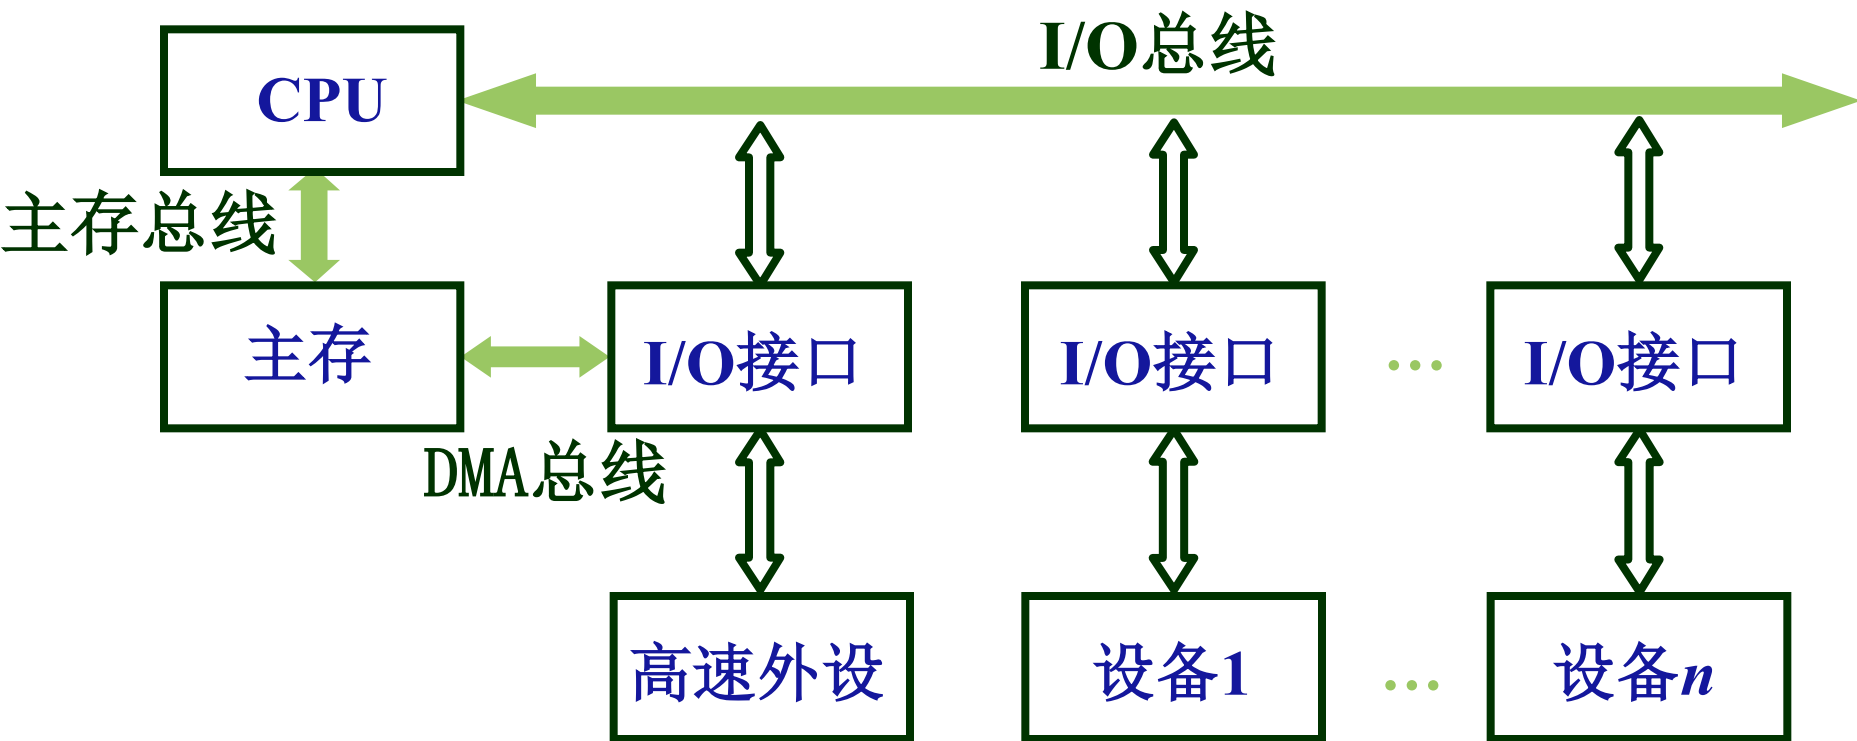 I/O总线
CPU
主存总线
主存
I/O接口
I/O接口
…
I/O接口
DMA总线
高速外设
设备1
…
设备n